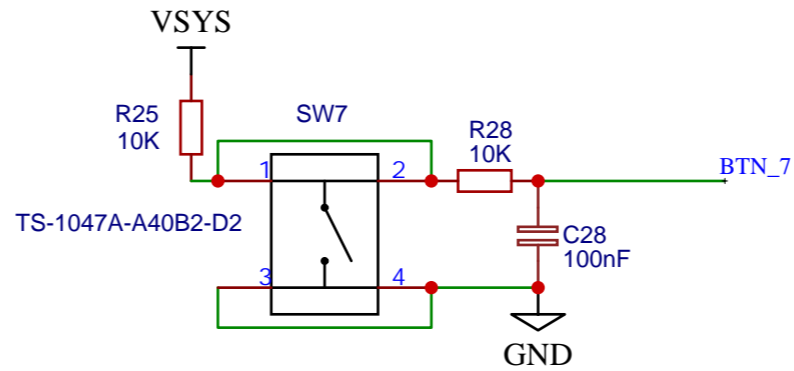 VSYS
R25
10K
SW7
R28
10K
1
2
BTN_7
TS-1047A-A40B2-D2
C28
100nF
3
4
GND